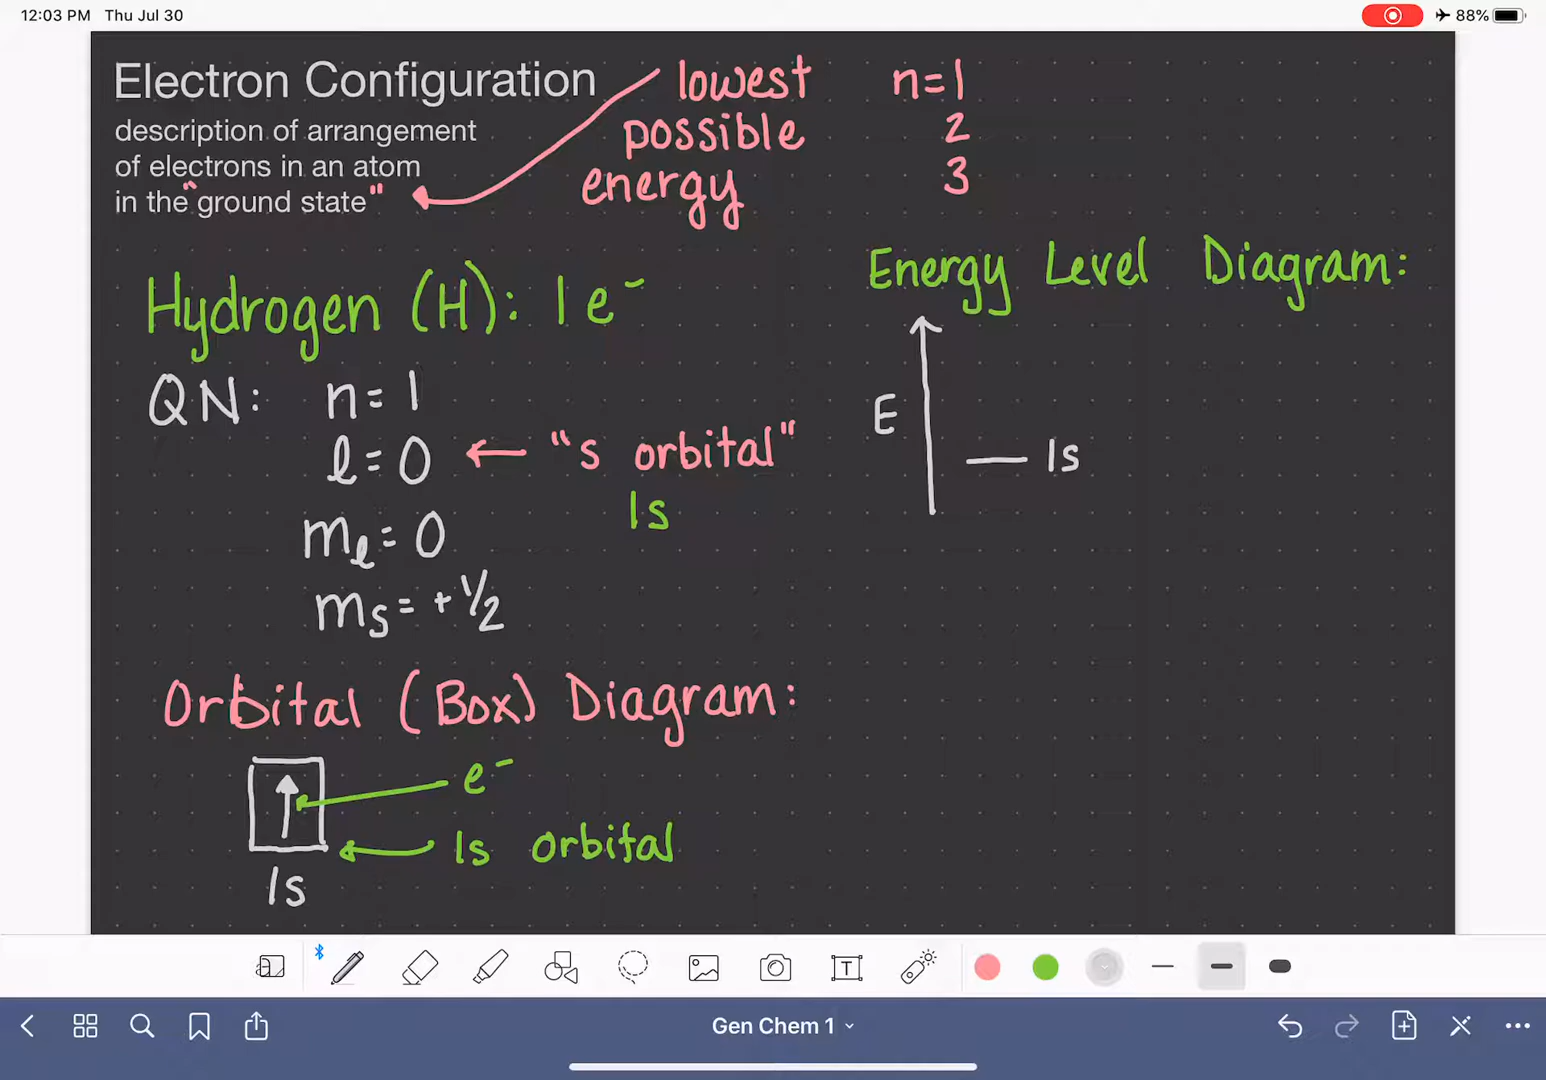 12:03 PM Thu Jul 30
88%
Electron Configuration
description of arrangement
of electrons in an atom
in the "ground state"
lowest
possible
energy
n=1
2
3
Hydrogen (H): 1 e⁻
QN: n=1
l=0 ← "s orbital"
1s
mₗ=0
mₛ=+½
Orbital (Box) Diagram:
e⁻
1s orbital
1s
Energy Level Diagram:
E
1s
T
Gen Chem 1